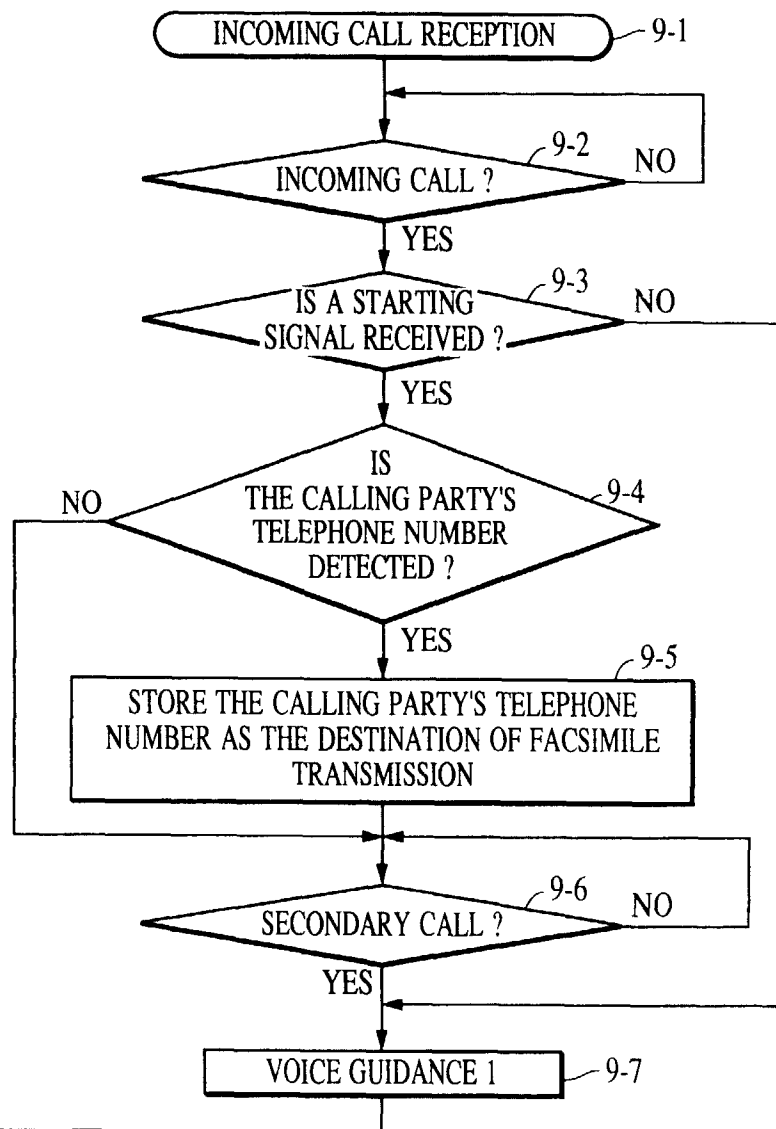 INCOMING CALL RECEPTION
9-1
9-2
INCOMING CALL ?
NO
YES
9-3
IS A STARTING
SIGNAL RECEIVED ?
NO
YES
IS
THE CALLING PARTY'S
TELEPHONE NUMBER
DETECTED ?
9-4
NO
YES
9-5
STORE THE CALLING PARTY'S TELEPHONE
NUMBER AS THE DESTINATION OF FACSIMILE
TRANSMISSION
9-6
SECONDARY CALL ?
NO
YES
VOICE GUIDANCE 1
9-7